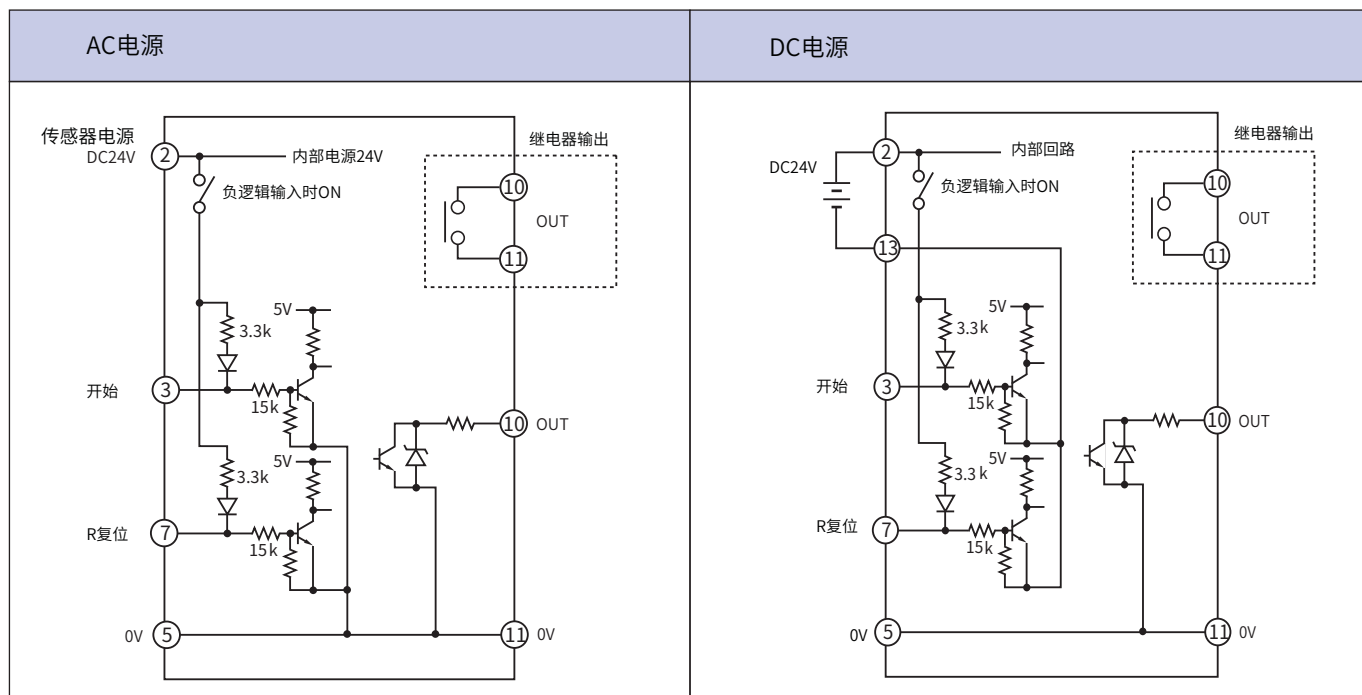 AC电源
传感器电源
DC24V
2
内部电源24V
负逻辑输入时ON
继电器输出
10
OUT
11
5V
3.3k
开始
3
15k
10
OUT
5V
3.3k
R复位
7
15k
0V
5
11
0V
DC电源
DC24V
2
内部回路
负逻辑输入时ON
继电器输出
10
OUT
11
13
5V
3.3k
开始
3
15k
10
OUT
5V
3.3 k
R复位
7
15k
0V
5
11
0V